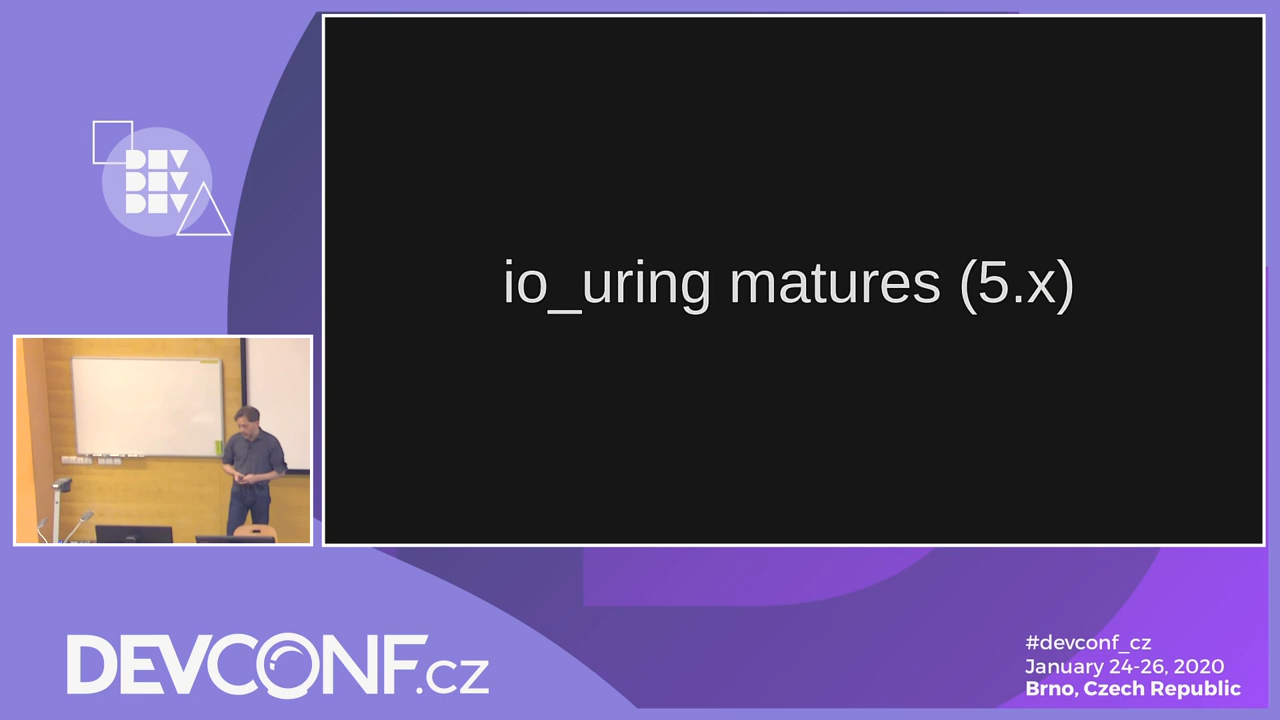 DEV
DEV
DEV
io_uring matures (5.x)
DEVCONF.cz
#devconf_cz
January 24-26, 2020
Brno, Czech Republic